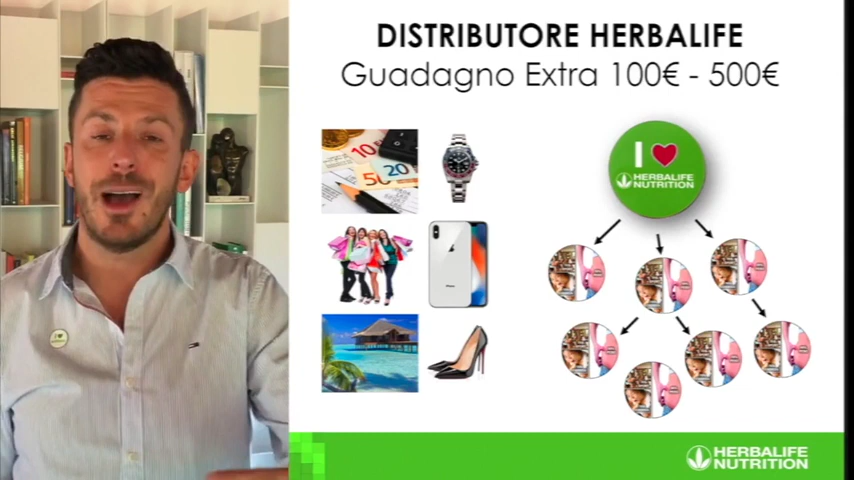 DISTRIBUTORE HERBALIFE
Guadagno Extra 100€ - 500€
I
HERBALIFE
NUTRITION
HERBALIFE
NUTRITION